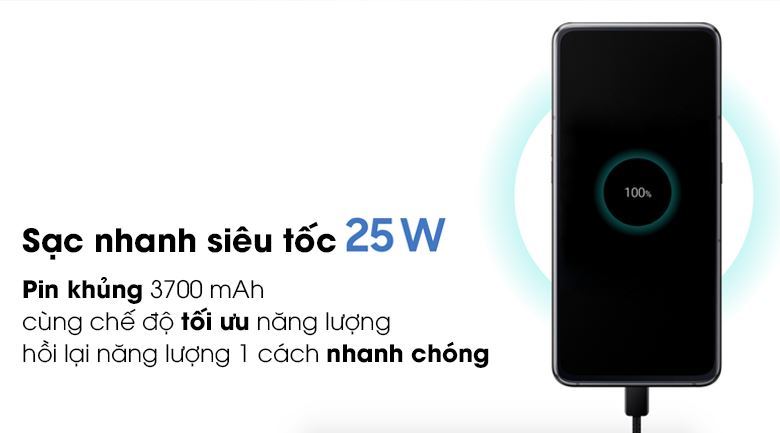 Sạc nhanh siêu tốc 25 W
Pin khủng 3700 mAh
cùng chế độ tối ưu năng lượng
hồi lại năng lượng 1 cách nhanh chóng
100%